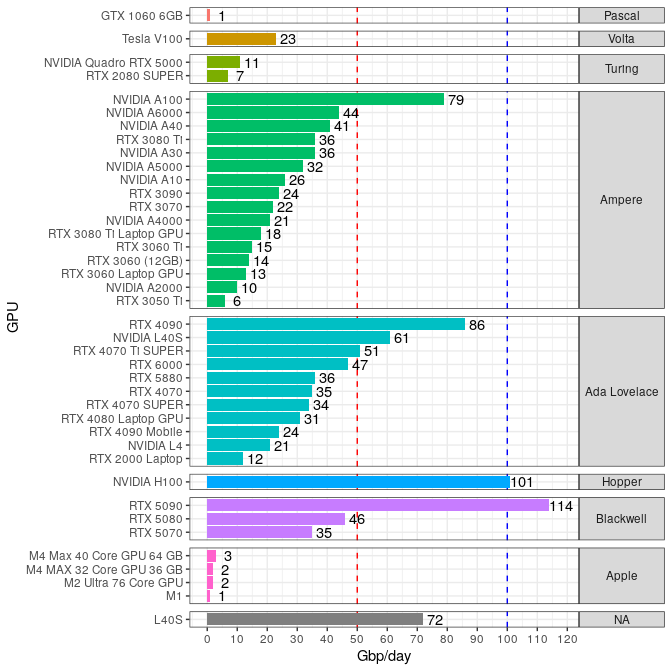 GTX 1060 6GB 1 Pascal
Tesla V100 23 Volta
NVIDIA Quadro RTX 5000 11
RTX 2080 SUPER 7
Turing
NVIDIA A100 79
NVIDIA A6000 44
NVIDIA A40 41
RTX 3080 TI 36
NVIDIA A30 36
NVIDIA A5000 32
NVIDIA A10 26
RTX 3090 24
RTX 3070 22
NVIDIA A4000 21
RTX 3080 TI Laptop GPU 18
RTX 3060 TI 15
RTX 3060 (12GB) 14
RTX 3060 Laptop GPU 13
NVIDIA A2000 10
RTX 3050 TI 6
Ampere
RTX 4090 86
NVIDIA L40S 61
RTX 4070 TI SUPER 51
RTX 6000 47
RTX 5880 36
RTX 4070 35
RTX 4070 SUPER 34
RTX 4080 Laptop GPU 31
RTX 4090 Mobile 24
NVIDIA L4 21
RTX 2000 Laptop 12
Ada Lovelace
NVIDIA H100 101 Hopper
RTX 5090 114
RTX 5080 46
RTX 5070 35
Blackwell
M4 Max 40 Core GPU 64 GB 3
M4 MAX 32 Core GPU 36 GB 2
M2 Ultra 76 Core GPU 2
M1 1
Apple
L40S 72 NA
0 10 20 30 40 50 60 70 80 90 100 110 120
Gbp/day
GPU